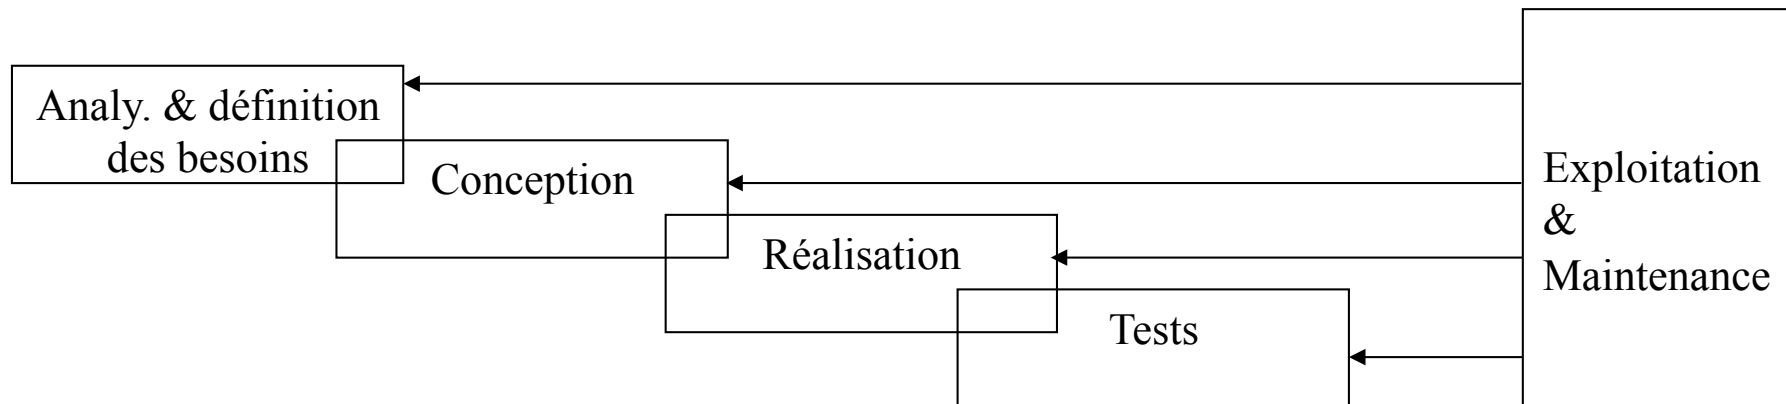 Analy. & définition
des besoins
Conception
Réalisation
Tests
Exploitation
&
Maintenance